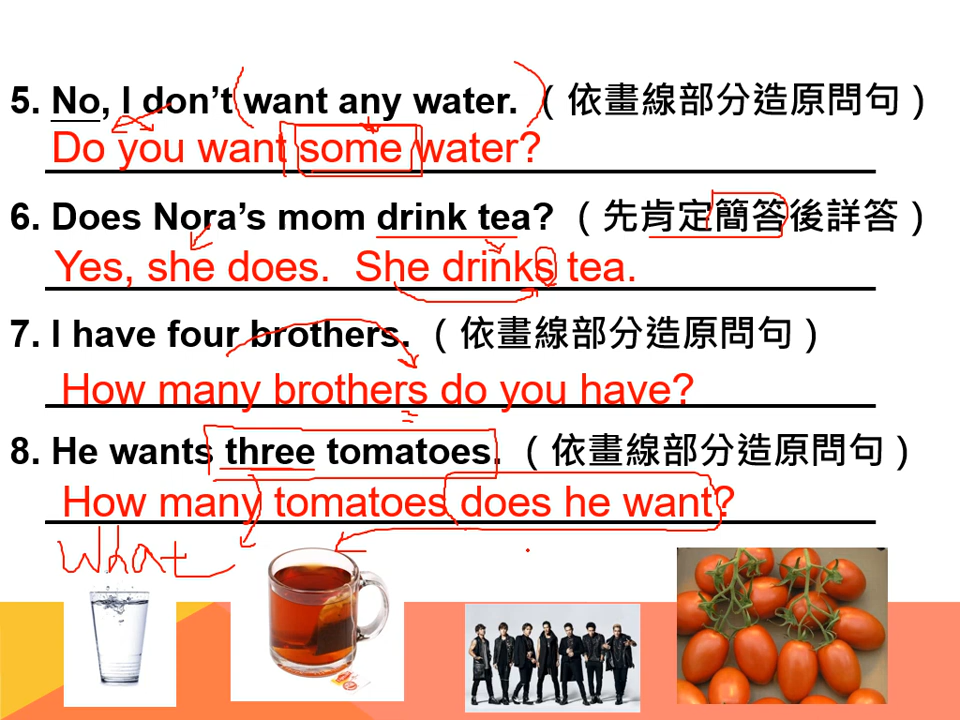 5. No, I don't want any water. （依畫線部分造原問句）
Do you want some water?
6. Does Nora's mom drink tea? （先肯定簡答後詳答）
Yes, she does. She drinks tea.
7. I have four brothers. （依畫線部分造原問句）
How many brothers do you have?
8. He wants three tomatoes. （依畫線部分造原問句）
How many tomatoes does he want?
What